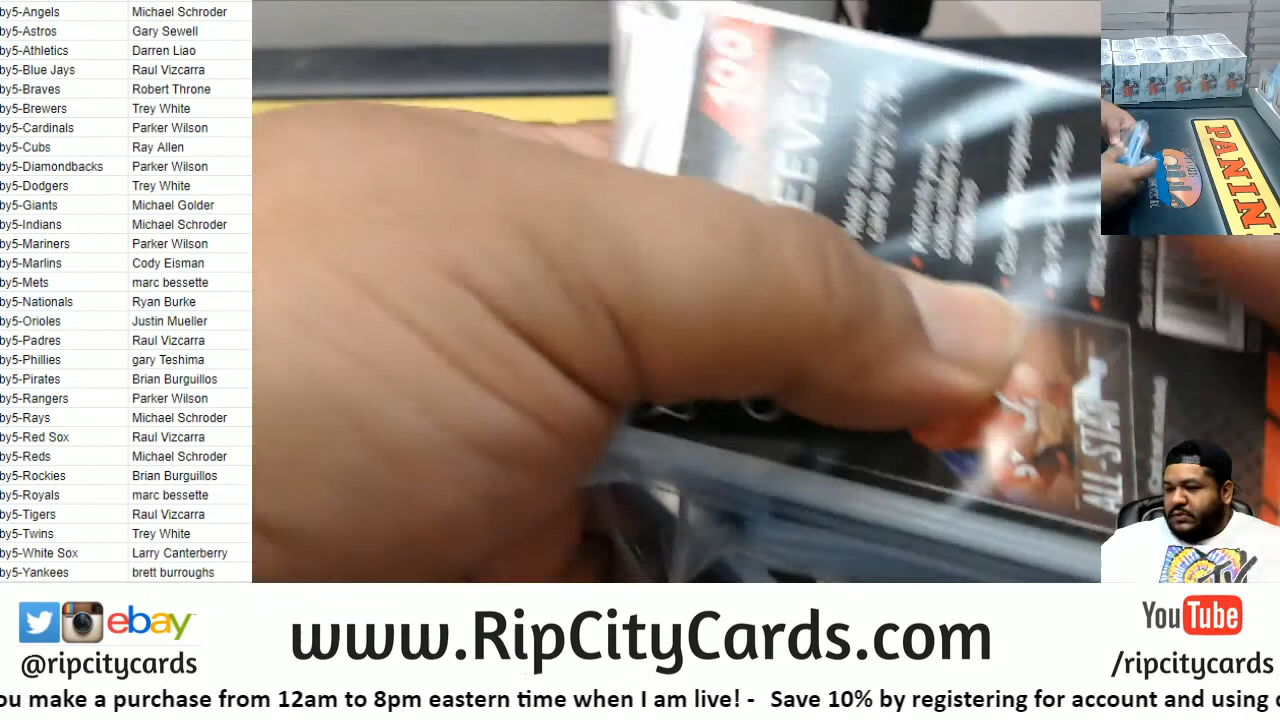 by5-Angels Michael Schroder
by5-Astros Gary Sewell
by5-Athletics Darren Liao
by5-Blue Jays Raul Vizcarra
by5-Braves Robert Throne
by5-Brewers Trey White
by5-Cardinals Parker Wilson
by5-Cubs Ray Allen
by5-Diamondbacks Parker Wilson
by5-Dodgers Trey White
by5-Giants Michael Golder
by5-Indians Michael Schroder
by5-Mariners Parker Wilson
by5-Marlins Cody Eisman
by5-Mets marc bessette
by5-Nationals Ryan Burke
by5-Orioles Justin Mueller
by5-Padres Raul Vizcarra
by5-Phillies gary Teshima
by5-Pirates Brian Burguillos
by5-Rangers Parker Wilson
by5-Rays Michael Schroder
by5-Red Sox Raul Vizcarra
by5-Reds Michael Schroder
by5-Rockies Brian Burguillos
by5-Royals marc bessette
by5-Tigers Raul Vizcarra
by5-Twins Trey White
by5-White Sox Larry Canterberry
by5-Yankees brett burroughs
100
PANINI
ebay
@ripcitycards
www.RipCityCards.com
YouTube
/ripcitycards
ou make a purchase from 12am to 8pm eastern time when I am live! - Save 10% by registering for account and using